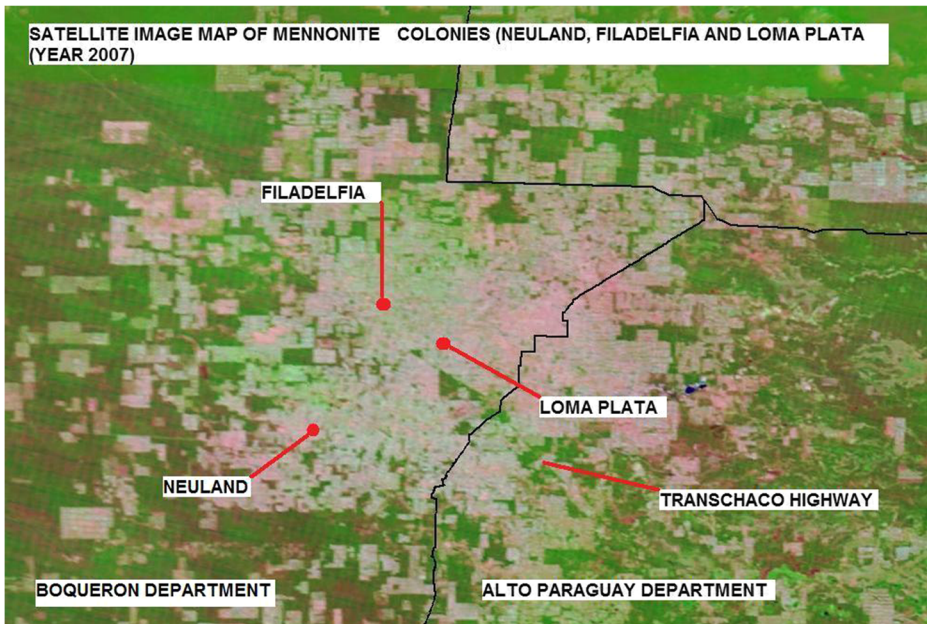 SATELLITE IMAGE MAP OF MENNONITE COLONIES (NEULAND, FILADELFIA AND LOMA PLATA
(YEAR 2007)
FILADELFIA
LOMA PLATA
NEULAND
TRANSCHACO HIGHWAY
BOQUERON DEPARTMENT
ALTO PARAGUAY DEPARTMENT